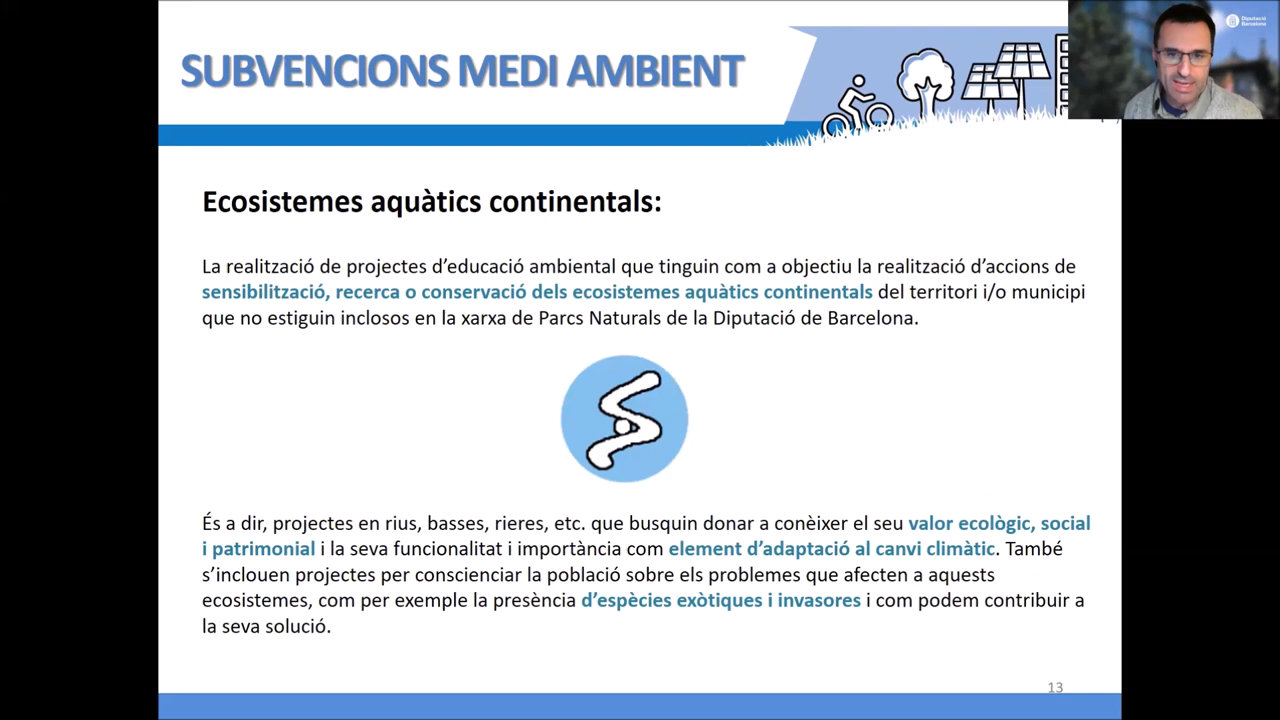 SUBVENCIONS MEDI AMBIENT
Diputació
Barcelona
Ecosistemes aquàtics continentals:
La realització de projectes d’educació ambiental que tinguin com a objectiu la realització d’accions de
sensibilització, recerca o conservació dels ecosistemes aquàtics continentals del territori i/o municipi
que no estiguin inclosos en la xarxa de Parcs Naturals de la Diputació de Barcelona.
És a dir, projectes en rius, basses, rieres, etc. que busquin donar a conèixer el seu valor ecològic, social
i patrimonial i la seva funcionalitat i importància com element d’adaptació al canvi climàtic. També
s’inclouen projectes per conscienciar la població sobre els problemes que afecten a aquests
ecosistemes, com per exemple la presència d’espècies exòtiques i invasores i com podem contribuir a
la seva solució.
13